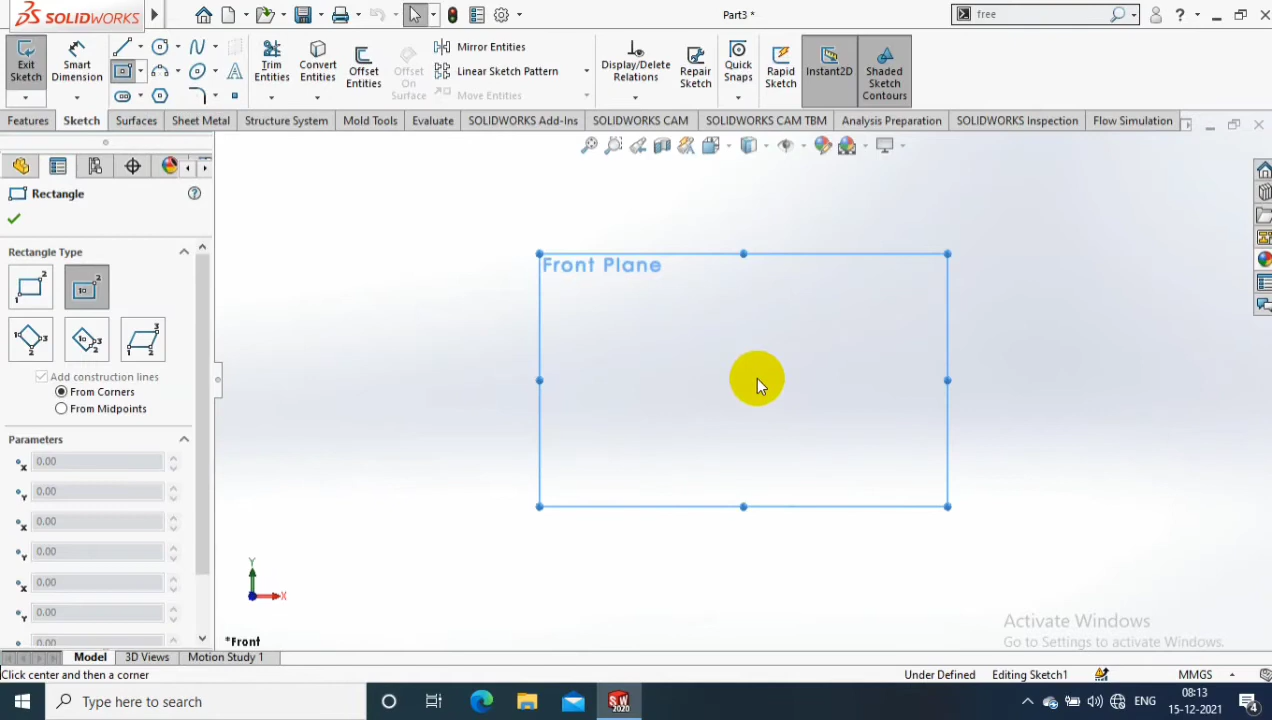 SOLIDWORKS
Part3 *
free
Exit Sketch
Smart Dimension
Trim Entities
Convert Entities
Offset Entities
Offset On Surface
Mirror Entities
Linear Sketch Pattern
Move Entities
Display/Delete Relations
Repair Sketch
Quick Snaps
Rapid Sketch
Instant2D
Shaded Sketch Contours
Features
Sketch
Surfaces
Sheet Metal
Structure System
Mold Tools
Evaluate
SOLIDWORKS Add-Ins
SOLIDWORKS CAM
SOLIDWORKS CAM TBM
Analysis Preparation
SOLIDWORKS Inspection
Flow Simulation
Rectangle
Rectangle Type
Add construction lines
From Corners
From Midpoints
Parameters
0.00
0.00
0.00
0.00
0.00
0.00
0.00
Front Plane
Y
X
*Front
Activate Windows
Go to Settings to activate Windows.
Model
3D Views
Motion Study 1
Click center and then a corner
Under Defined
Editing Sketch1
MMGS
Type here to search
SW
2020
ENG
08:13
15-12-2021
4